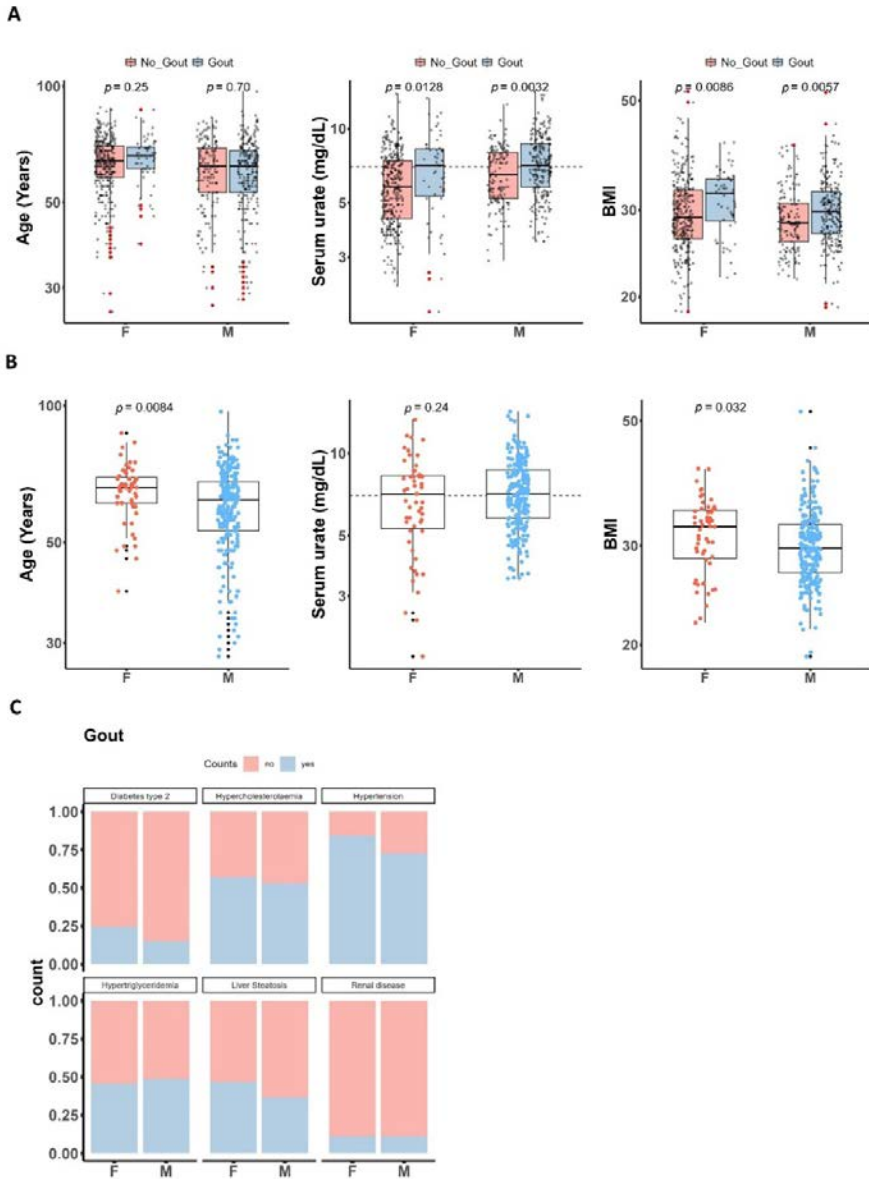 A
No_Gout Gout No_Gout Gout No_Gout Gout
p = 0.25 p = 0.70 p = 0.0128 p = 0.0032 p = 0.0086 p = 0.0057
Age (Years)
100
50
30
F M
Serum urate (mg/dL)
10
5
3
F M
BMI
50
30
20
F M
B
p = 0.0084 p = 0.24 p = 0.032
Age (Years)
100
50
30
F M
Serum urate (mg/dL)
10
5
3
F M
BMI
50
30
20
F M
C
Gout
Counts no yes
Diabetes type 2 Hypercholesterolaemia Hypertension
1.00
0.75
0.50
0.25
0.00
count
Hypertriglyceridemia Liver Steatosis Renal disease
1.00
0.75
0.50
0.25
0.00
F M F M F M